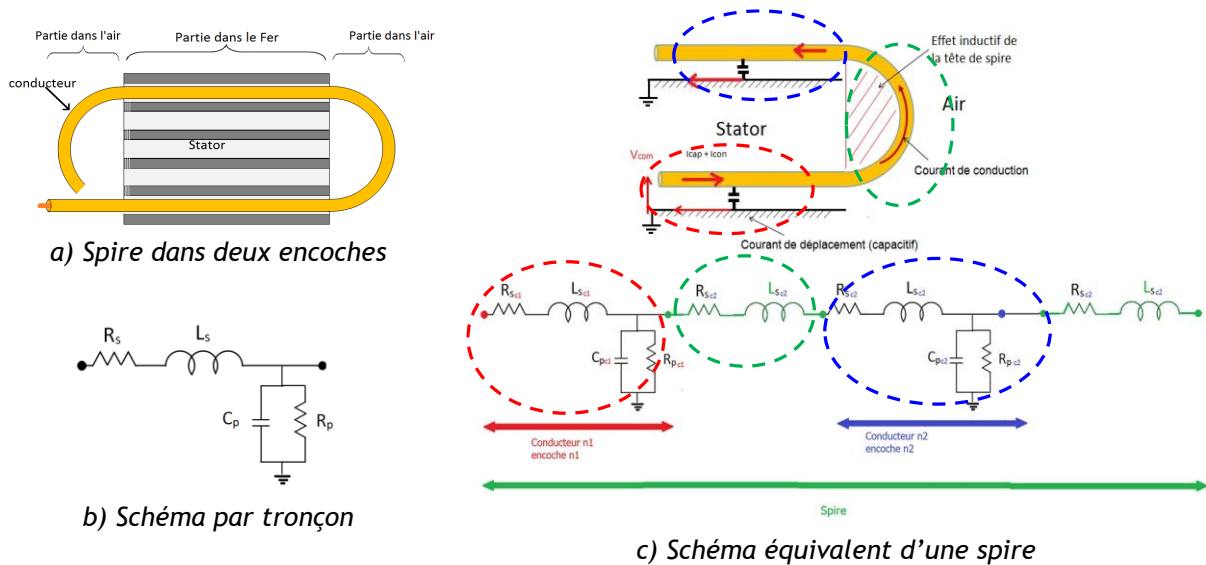 Partie dans l'air
Partie dans le Fer
Partie dans l'air
conducteur
Stator
a) Spire dans deux encoches
Rs
Ls
Cp
Rp
b) Schéma par tronçon
Effet inductif de
la tête de spire
Air
Stator
Vcom
Icap + Icon
Courant de conduction
Courant de déplacement (capacitif)
Rsc1
Lsc1
Rsc2
Lsc2
Rsc2
Lsc2
Rsc2
Lsc2
Cpc1
Rpc1
Cpc2
Rpc2
Conducteur n1
encoche n1
Conducteur n2
encoche n2
Spire
c) Schéma équivalent d’une spire